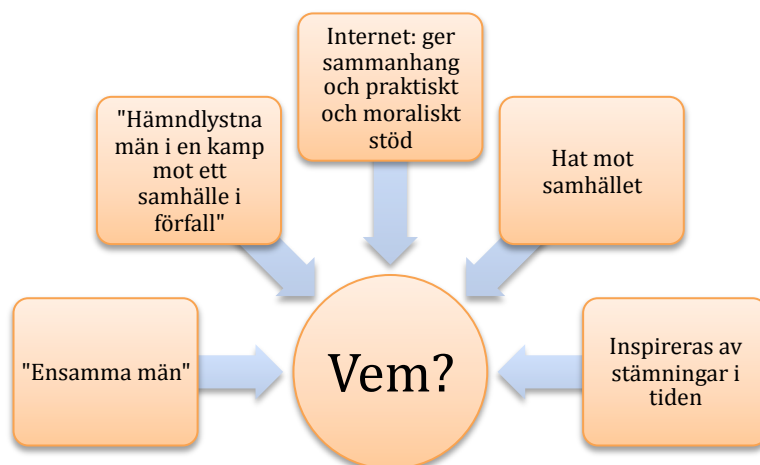 "Ensamma män"
"Hämndlystna
män i en kamp
mot ett
samhälle i
förfall"
Internet: ger
sammanhang
och praktiskt
och moraliskt
stöd
Hat mot
samhället
Inspireras av
stämningar i
tiden
Vem?